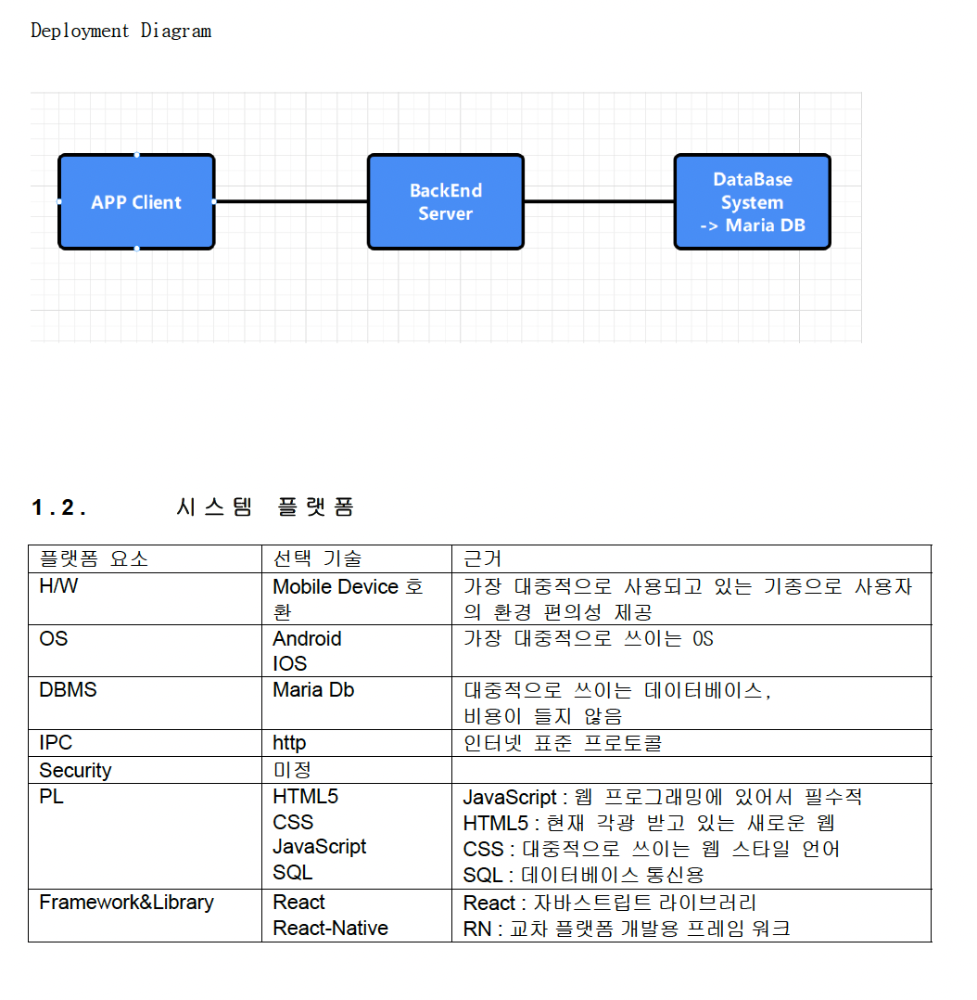 Deployment Diagram
APP Client
BackEnd
Server
DataBase
System
-> Maria DB
1.2. 시스템 플랫폼
플랫폼 요소
선택 기술
근거
H/W
Mobile Device 호
환
가장 대중적으로 사용되고 있는 기종으로 사용자
의 환경 편의성 제공
OS
Android
IOS
가장 대중적으로 쓰이는 OS
DBMS
Maria Db
대중적으로 쓰이는 데이터베이스,
비용이 들지 않음
IPC
http
인터넷 표준 프로토콜
Security
미정
PL
HTML5
CSS
JavaScript
SQL
JavaScript : 웹 프로그래밍에 있어서 필수적
HTML5 : 현재 각광 받고 있는 새로운 웹
CSS : 대중적으로 쓰이는 웹 스타일 언어
SQL : 데이터베이스 통신용
Framework&Library
React
React-Native
React : 자바스트립트 라이브러리
RN : 교차 플랫폼 개발용 프레임 워크